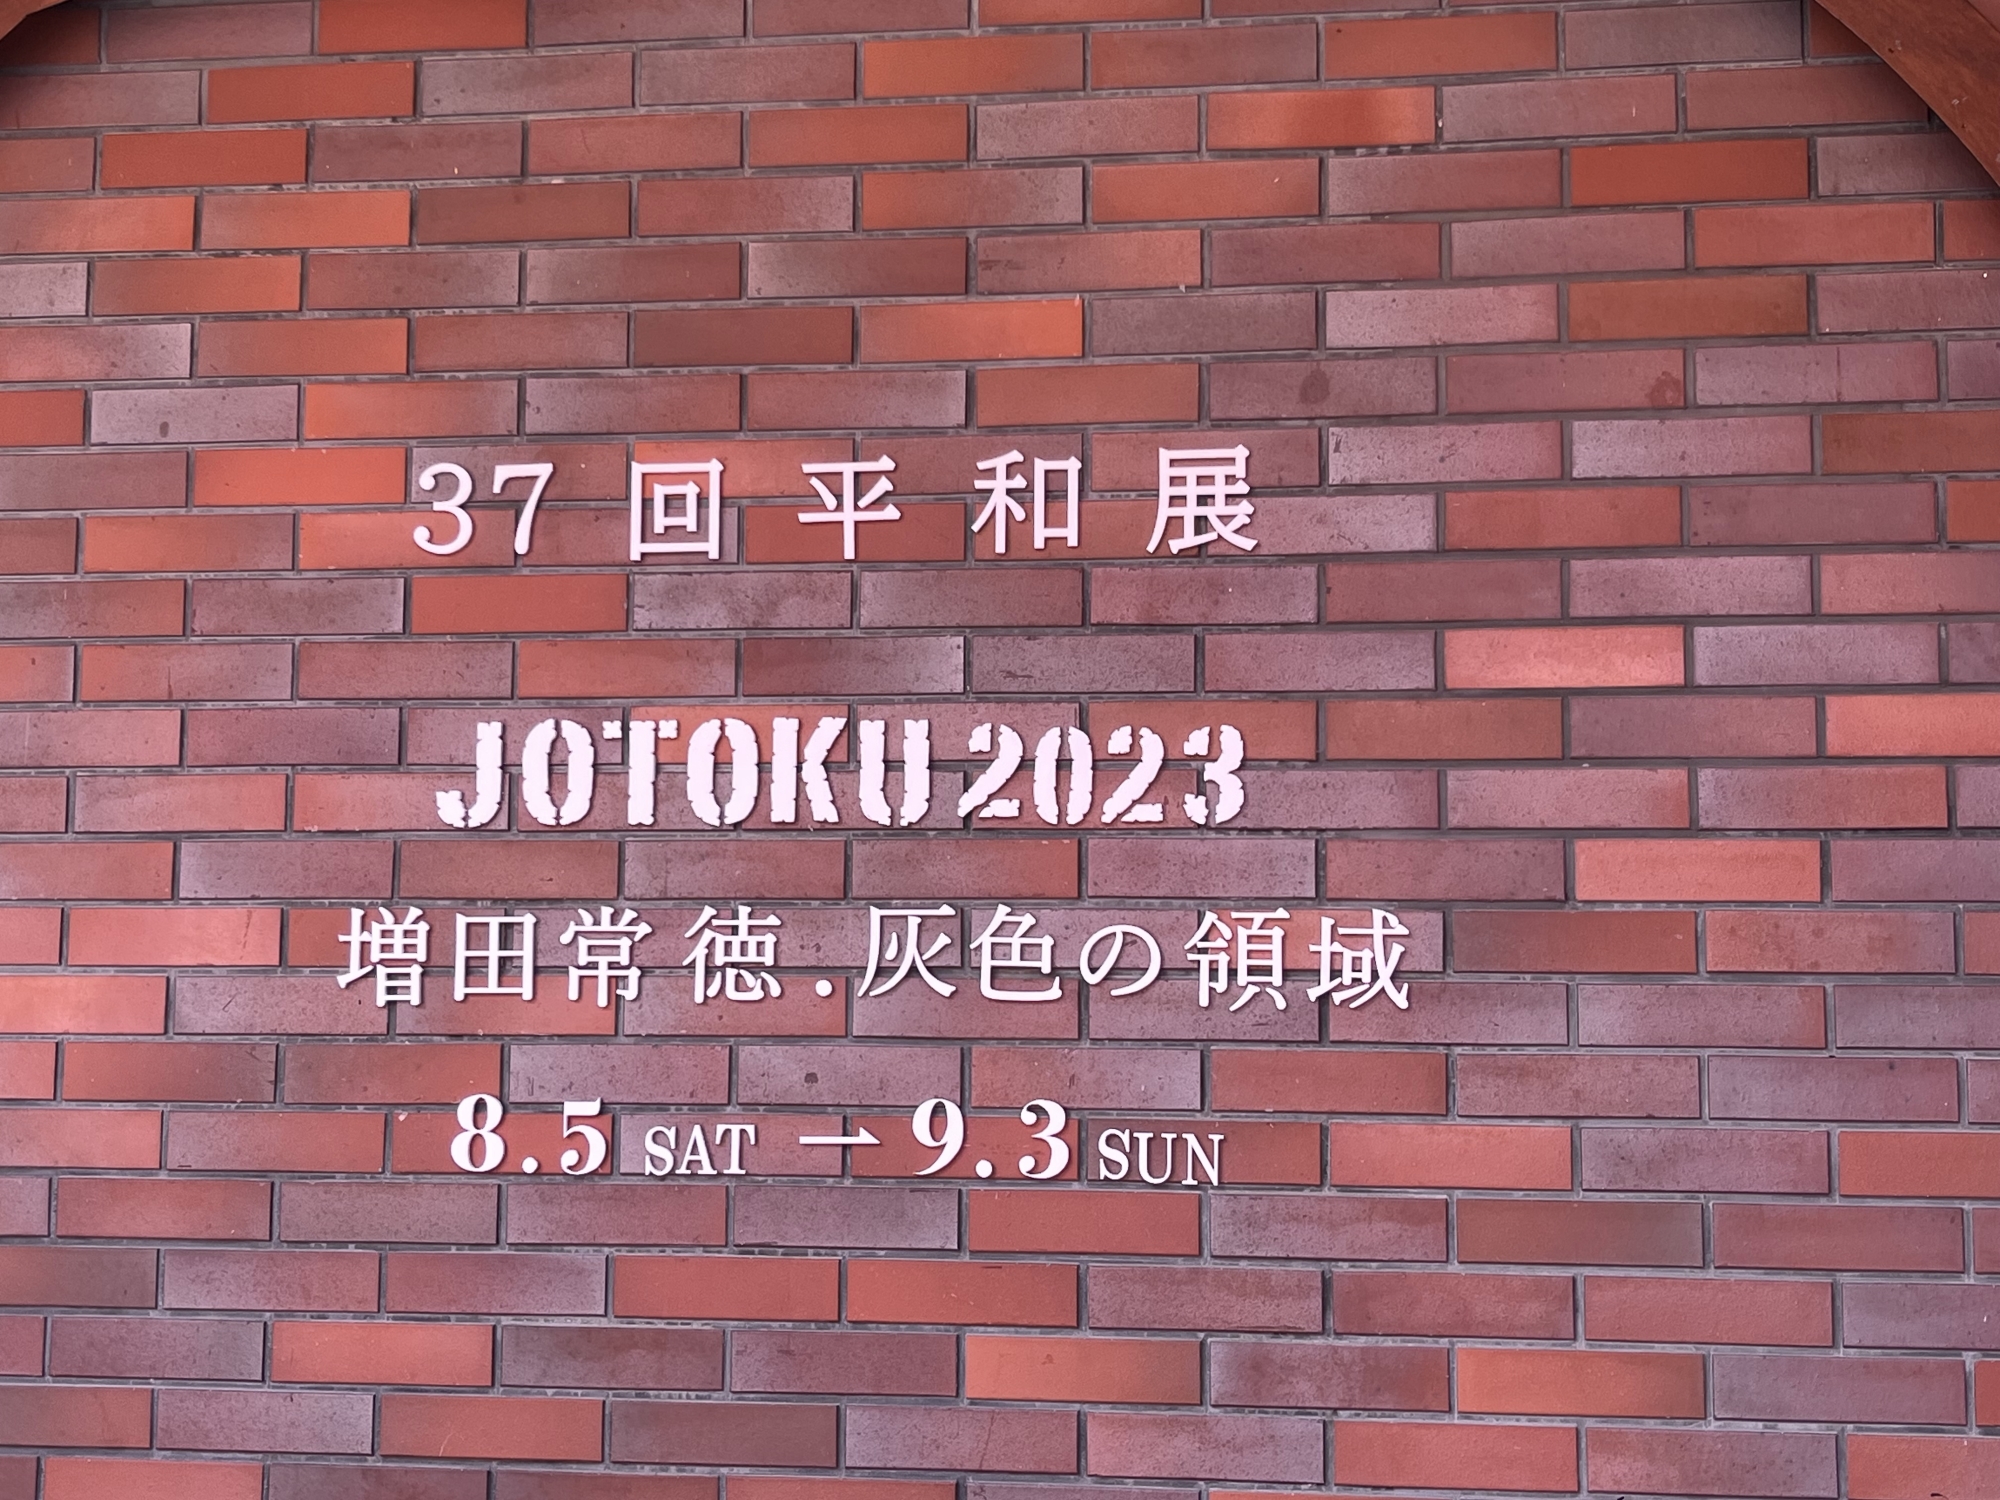 37 回 平 和 展
JOTOKU 2023
増田常徳.灰色の領域
8.5 SAT → 9.3 SUN